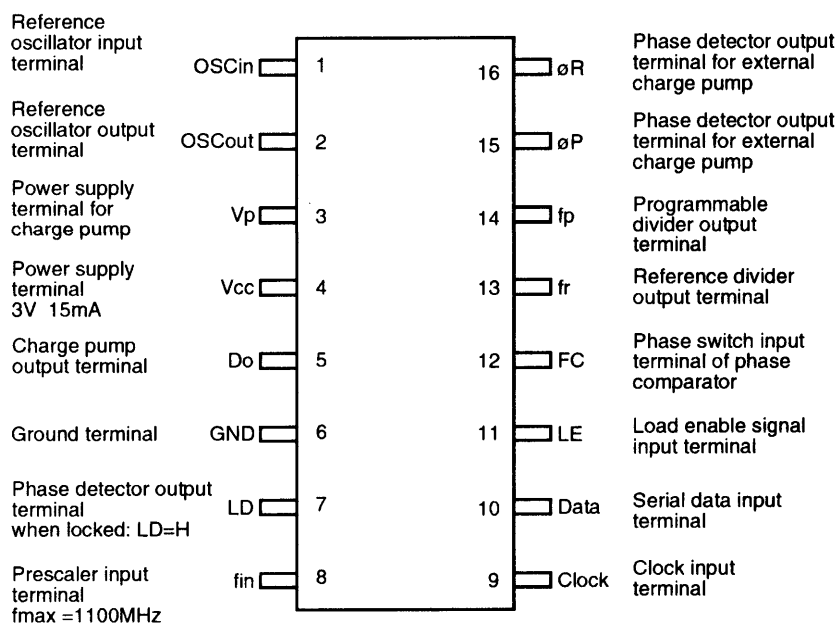 Reference
oscillator input
terminal
OSCin
1
Reference
oscillator output
terminal
OSCout
2
Power supply
terminal for
charge pump
Vp
3
Power supply
terminal
3V 15mA
Vcc
4
Charge pump
output terminal
Do
5
Ground terminal
GND
6
Phase detector output
terminal
when locked: LD=H
LD
7
Prescaler input
terminal
fmax =1100MHz
fin
8
16
øR
Phase detector output
terminal for external
charge pump
15
øP
Phase detector output
terminal for external
charge pump
14
fp
Programmable
divider output
terminal
13
fr
Reference divider
output terminal
12
FC
Phase switch input
terminal of phase
comparator
11
LE
Load enable signal
input terminal
10
Data
Serial data input
terminal
9
Clock
Clock input
terminal